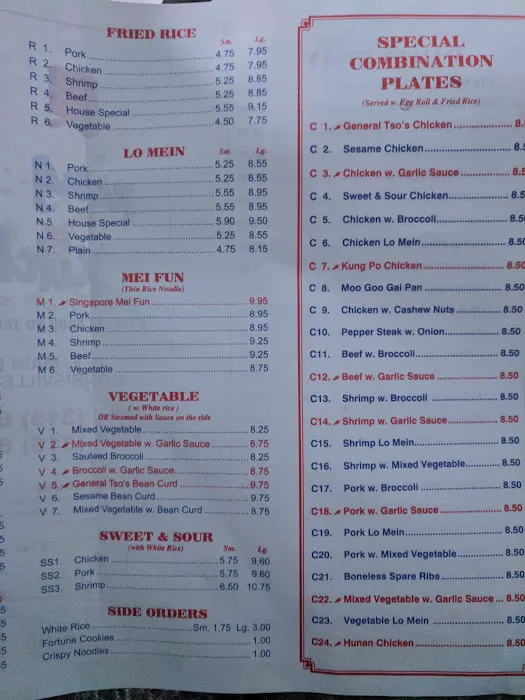 FRIED RICE
Sm. Lg.
R 1. Pork 4.75 7.95
R 2. Chicken 4.75 7.95
R 3. Shrimp 5.25 8.85
R 4. Beef 5.25 8.85
R 5. House Special 5.55 9.15
R 6. Vegetable 4.50 7.75
LO MEIN Sm. Lg.
N 1. Pork 5.25 8.55
N 2. Chicken 5.25 8.55
N 3. Shrimp 5.55 8.95
N 4. Beef 5.55 8.95
N 5. House Special 5.90 9.50
N 6. Vegetable 5.25 8.55
N 7. Plain 4.75 8.15
MEI FUN
(Thin Rice Noodle)
M 1. Singapore Mei Fun 9.95
M 2. Pork 8.95
M 3. Chicken 8.95
M 4. Shrimp 9.25
M 5. Beef 9.25
M 6. Vegetable 8.75
VEGETABLE
(w. White rice)
OR Steamed with Sauce on the side
V 1. Mixed Vegetable 8.25
V 2. Mixed Vegetable w. Garlic Sauce 8.75
V 3. Sauteed Broccoli 8.25
V 4. Broccoli w. Garlic Sauce 8.75
V 5. General Tso's Bean Curd 9.75
V 6. Sesame Bean Curd 9.75
V 7. Mixed Vegetable w. Bean Curd 8.75
SWEET & SOUR
(with White Rice) Sm. Lg.
SS1. Chicken 5.75 9.60
SS2. Pork 5.75 9.60
SS3. Shrimp 6.50 10.75
SIDE ORDERS
White Rice Sm. 1.75 Lg. 3.00
Fortune Cookies 1.00
Crispy Noodles 1.00
SPECIAL
COMBINATION
PLATES
(Served w. Egg Roll & Fried Rice)
C 1. General Tso's Chicken 8.
C 2. Sesame Chicken 8.
C 3. Chicken w. Garlic Sauce 8.5
C 4. Sweet & Sour Chicken 8.5
C 5. Chicken w. Broccoli 8.50
C 6. Chicken Lo Mein 8.50
C 7. Kung Po Chicken 8.50
C 8. Moo Goo Gai Pan 8.50
C 9. Chicken w. Cashew Nuts 8.50
C10. Pepper Steak w. Onion 8.50
C11. Beef w. Broccoli 8.50
C12. Beef w. Garlic Sauce 8.50
C13. Shrimp w. Broccoli 8.50
C14. Shrimp w. Garlic Sauce 8.50
C15. Shrimp Lo Mein 8.50
C16. Shrimp w. Mixed Vegetable 8.50
C17. Pork w. Broccoli 8.50
C18. Pork w. Garlic Sauce 8.50
C19. Pork Lo Mein 8.50
C20. Pork w. Mixed Vegetable 8.50
C21. Boneless Spare Ribs 8.50
C22. Mixed Vegetable w. Garlic Sauce 8.50
C23. Vegetable Lo Mein 8.50
C24. Hunan Chicken 8.50